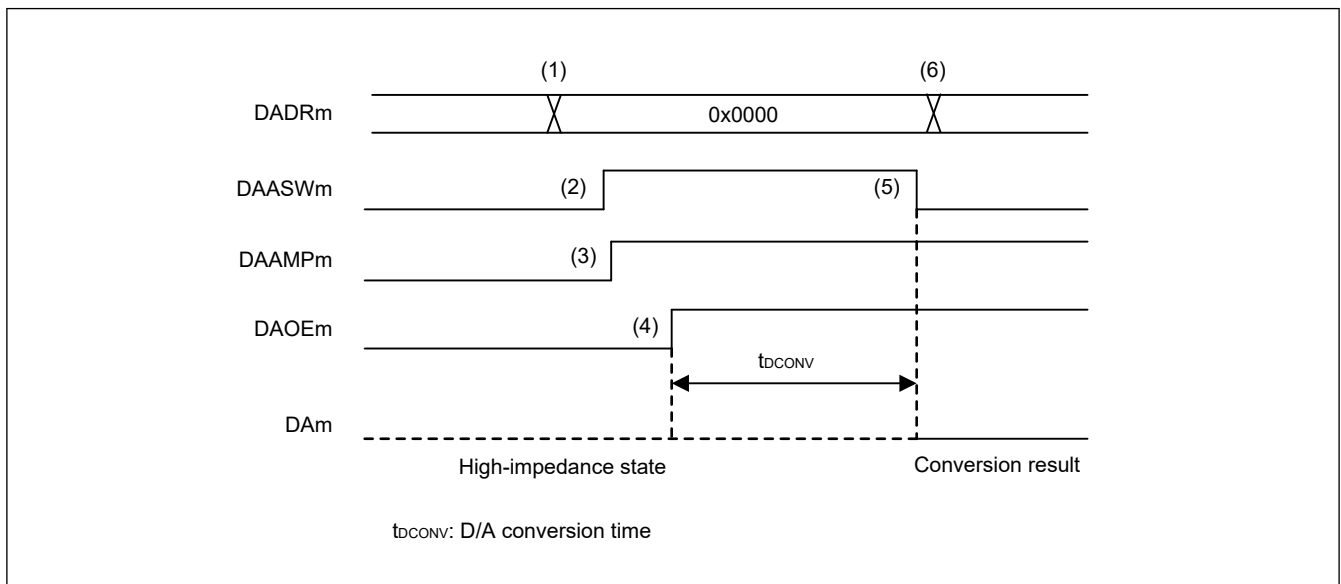 (1) (6)
DADRm 0x0000
DAASWm (2) (5)
DAAMPm (3)
DAOEm (4)
tDCONV
DAm
High-impedance state Conversion result
tDCONV: D/A conversion time